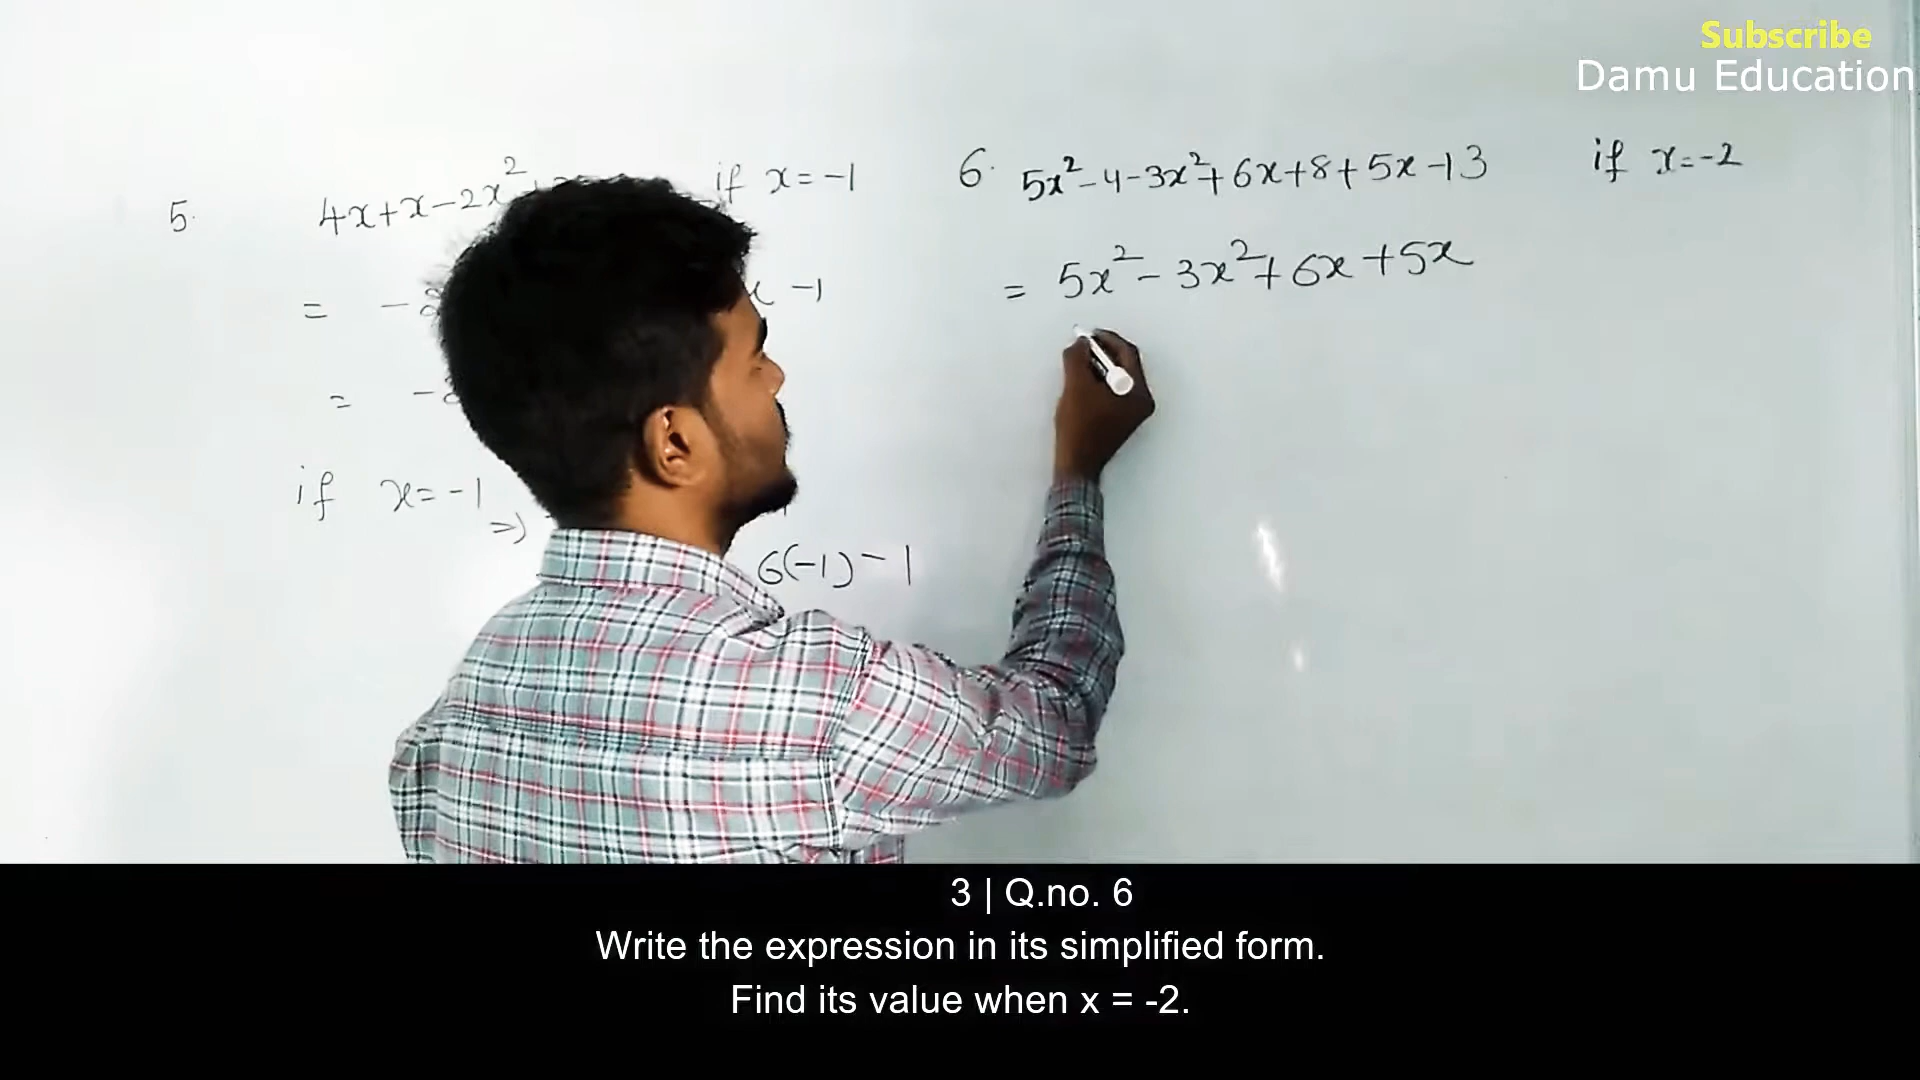 Subscribe
Damu Education
5. 4x+x-2x² if x=-1
= - x -1
= -
if x=-1
=>
6(-1)-1
6. 5x²-4-3x²+6x+8+5x-13 if x=-2
= 5x²-3x²+6x+5x
3 | Q.no. 6
Write the expression in its simplified form.
Find its value when x = -2.